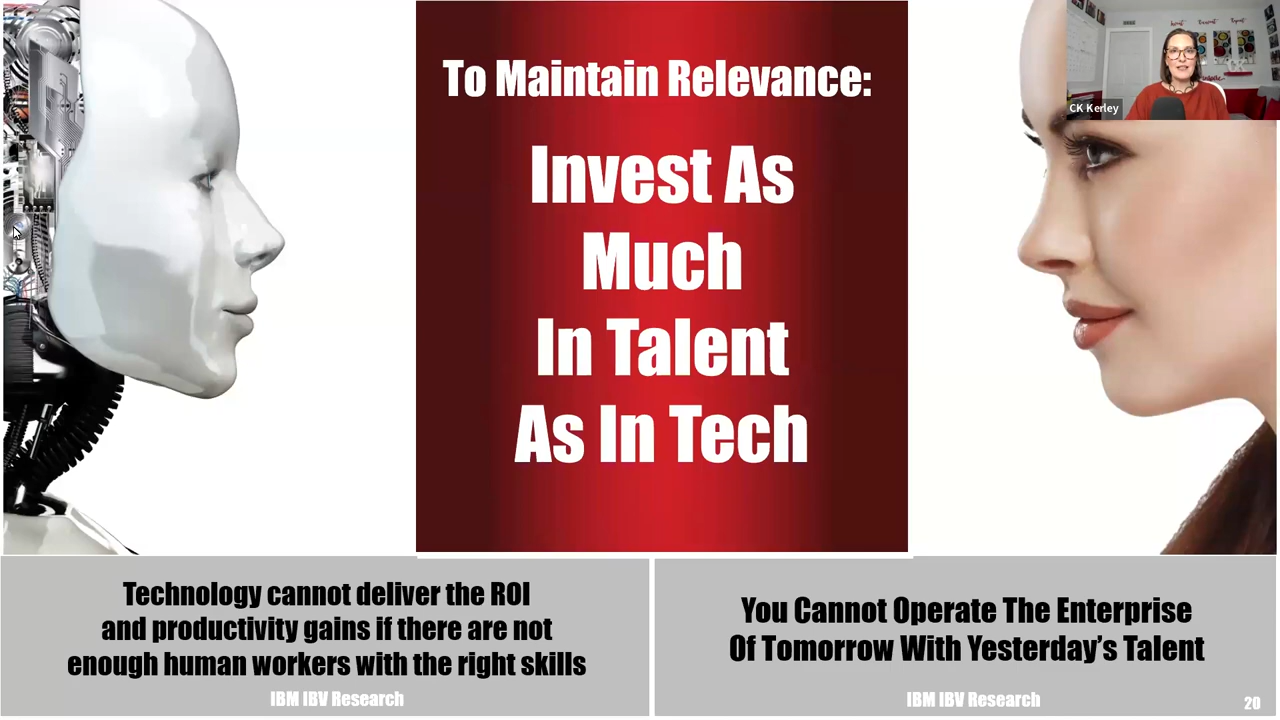 To Maintain Relevance:
Invest As
Much
In Talent
As In Tech
CK Kerley
Technology cannot deliver the ROI
and productivity gains if there are not
enough human workers with the right skills
IBM IBV Research
You Cannot Operate The Enterprise
Of Tomorrow With Yesterday's Talent
IBM IBV Research
20